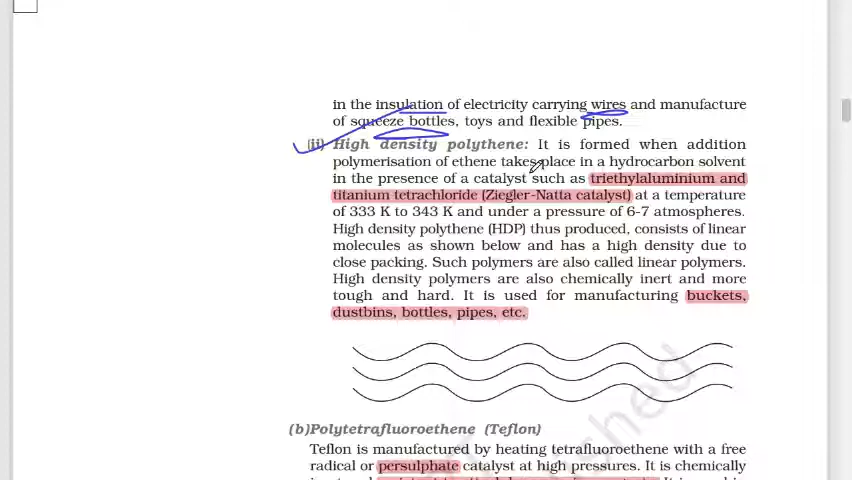 in the insulation of electricity carrying wires and manufacture
of squeeze bottles, toys and flexible pipes.
(ii) High density polythene: It is formed when addition
polymerisation of ethene takes place in a hydrocarbon solvent
in the presence of a catalyst such as triethylaluminium and
titanium tetrachloride (Ziegler-Natta catalyst) at a temperature
of 333 K to 343 K and under a pressure of 6-7 atmospheres.
High density polythene (HDP) thus produced, consists of linear
molecules as shown below and has a high density due to
close packing. Such polymers are also called linear polymers.
High density polymers are also chemically inert and more
tough and hard. It is used for manufacturing buckets,
dustbins, bottles, pipes, etc.
(b)Polytetrafluoroethene (Teflon)
Teflon is manufactured by heating tetrafluoroethene with a free
radical or persulphate catalyst at high pressures. It is chemically